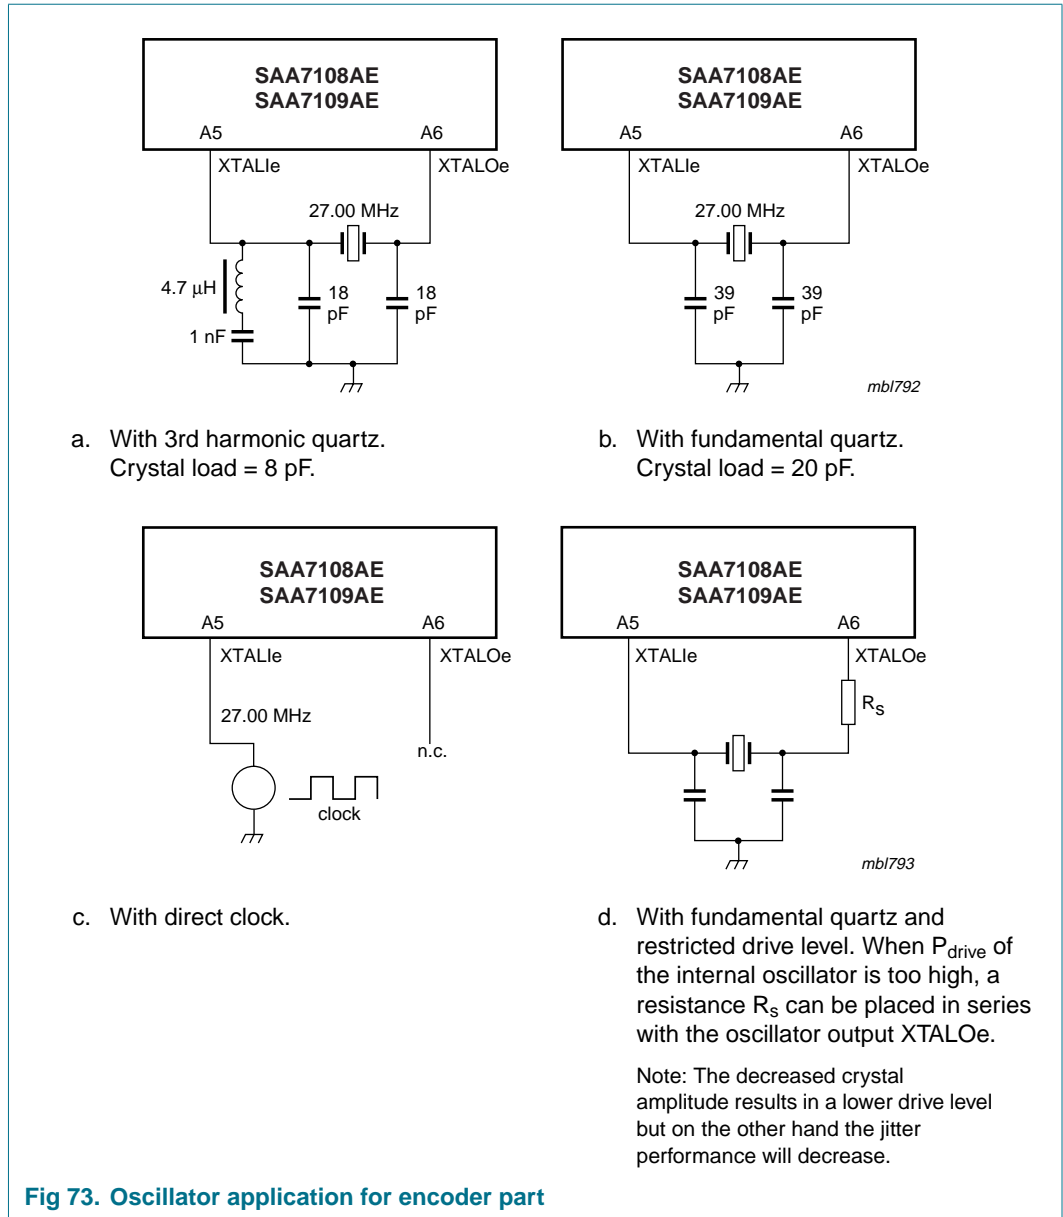 SAA7108AE
SAA7109AE
A5
A6
XTALIe
XTALOe
27.00 MHz
4.7 μH
18
pF
18
pF
1 nF
SAA7108AE
SAA7109AE
A5
A6
XTALIe
XTALOe
27.00 MHz
39
pF
39
pF
mbl792
a. With 3rd harmonic quartz.
Crystal load = 8 pF.
b. With fundamental quartz.
Crystal load = 20 pF.
SAA7108AE
SAA7109AE
A5
A6
XTALIe
XTALOe
27.00 MHz
n.c.
clock
SAA7108AE
SAA7109AE
A5
A6
XTALIe
XTALOe
Rs
mbl793
c. With direct clock.
d. With fundamental quartz and
restricted drive level. When Pdrive of
the internal oscillator is too high, a
resistance Rs can be placed in series
with the oscillator output XTALOe.
Note: The decreased crystal
amplitude results in a lower drive level
but on the other hand the jitter
performance will decrease.
Fig 73. Oscillator application for encoder part